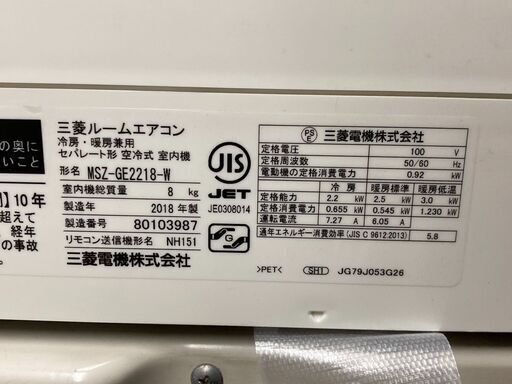 の奥に
いこと
】10年
超えて
、経年
の事故
三菱ルームエアコン
冷房・暖房兼用
セパレート形 空冷式 室内機
形名 MSZ-GE2218-W
室内機総質量 8 kg
製造年 2018年製
製造番号 80103987
リモコン送信機形名 NH151
三菱電機株式会社
JIS
JET
JE0308014
G
PS
E
三菱電機株式会社
定格電圧 100 V
定格周波数 50/60 Hz
電動機の定格消費電力 0.92 kW
冷房 暖房標準 暖房低温
定格能力 2.2 kW 2.5 kW 3.0 kW
定格消費電力 0.655 kW 0.545 kW 1.230 kW
運転電流 7.27 A 6.05 A
通年エネルギー消費効率(JIS C 9612:2013) 5.8
>PET< SH1 JG79J053G26